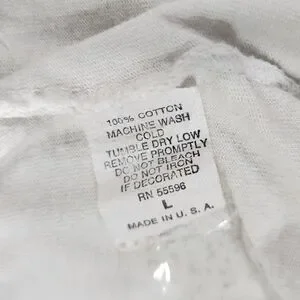 100% COTTON
MACHINE WASH
COLD
TUMBLE DRY LOW
REMOVE PROMPTLY
DO NOT BLEACH
DO NOT IRON
IF DECORATED
RN 55596
L
MADE IN U.S.A.